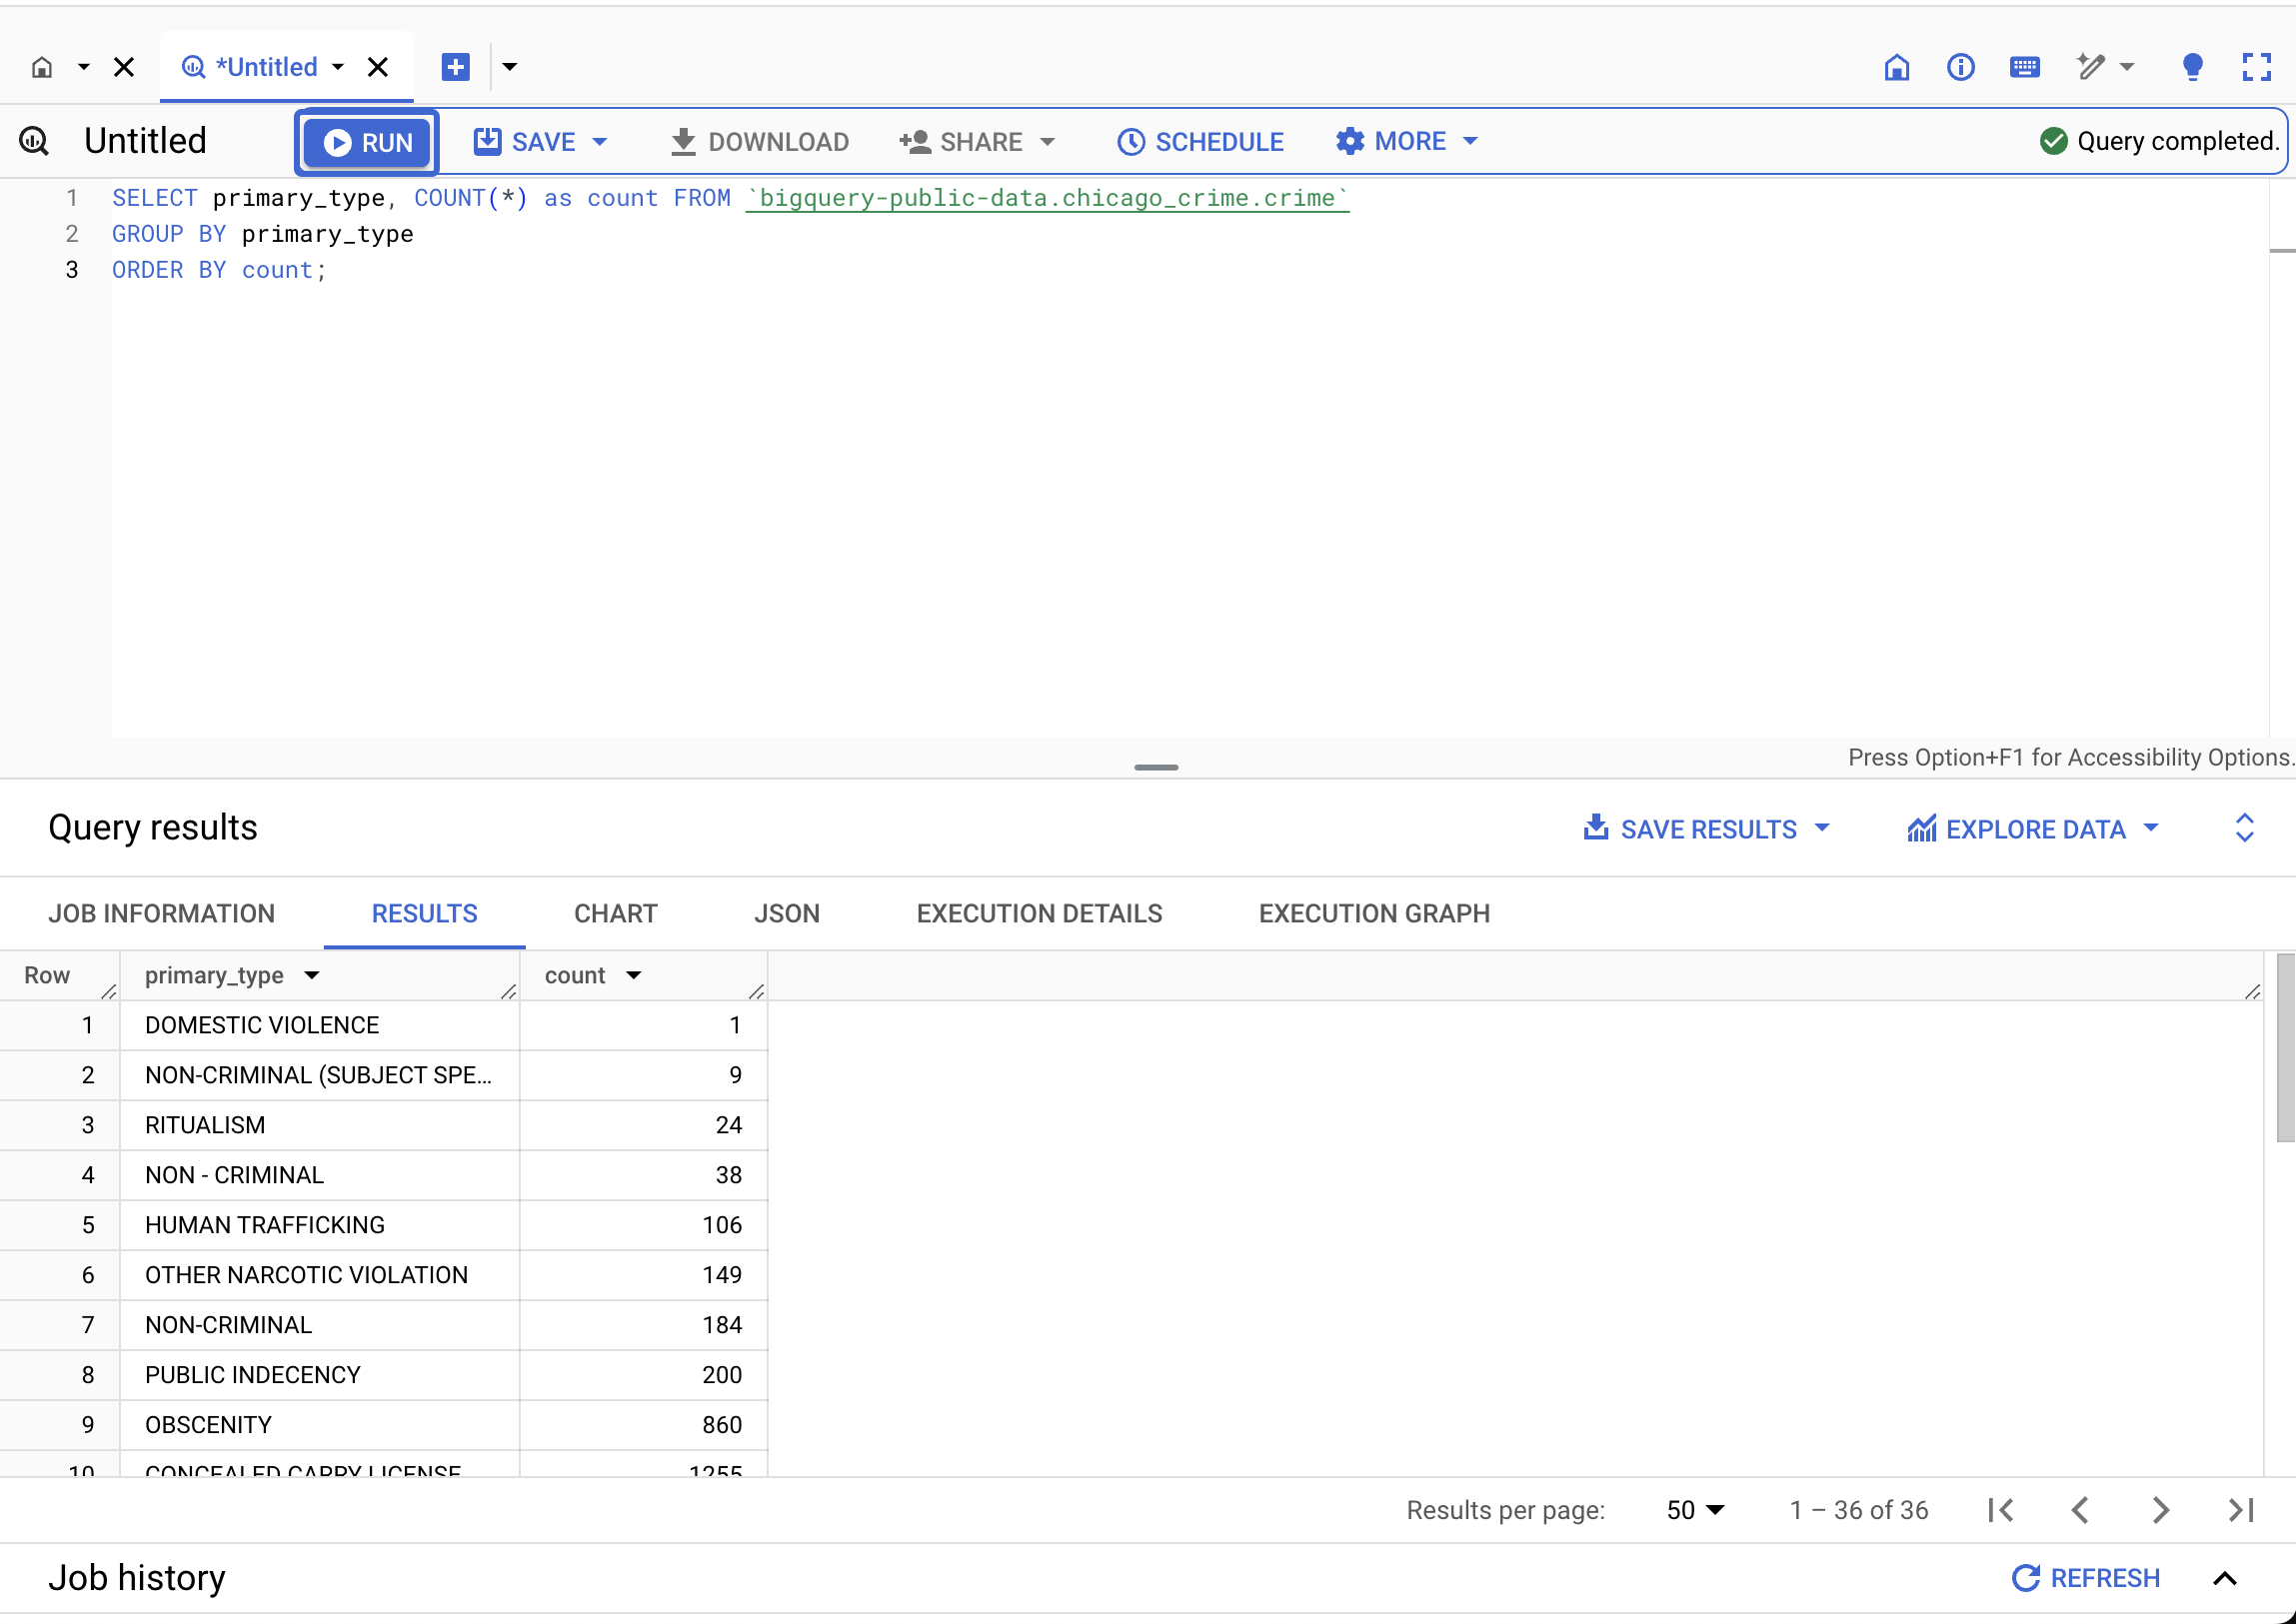 *Untitled
Untitled RUN SAVE DOWNLOAD SHARE SCHEDULE MORE Query completed.
1 SELECT primary_type, COUNT(*) as count FROM `bigquery-public-data.chicago_crime.crime`
2 GROUP BY primary_type
3 ORDER BY count;
Press Option+F1 for Accessibility Options.
Query results SAVE RESULTS EXPLORE DATA
JOB INFORMATION RESULTS CHART JSON EXECUTION DETAILS EXECUTION GRAPH
Row primary_type count
1 DOMESTIC VIOLENCE 1
2 NON-CRIMINAL (SUBJECT SPE... 9
3 RITUALISM 24
4 NON - CRIMINAL 38
5 HUMAN TRAFFICKING 106
6 OTHER NARCOTIC VIOLATION 149
7 NON-CRIMINAL 184
8 PUBLIC INDECENCY 200
9 OBSCENITY 860
10 CONCEALED CARRY LICENSE 1255
Results per page: 50 1 – 36 of 36
Job history REFRESH